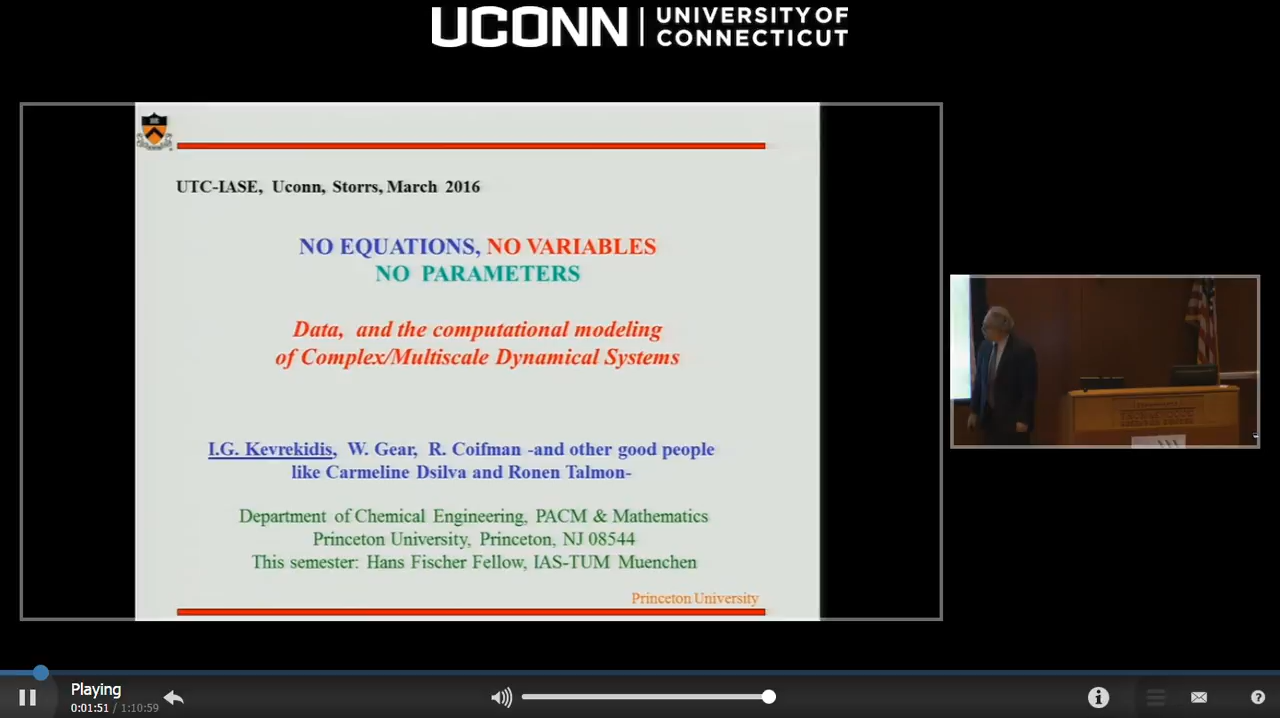 UCONN
UNIVERSITY OF
CONNECTICUT
UTC-IASE, Uconn, Storrs, March 2016
NO EQUATIONS, NO VARIABLES
NO PARAMETERS
Data, and the computational modeling
of Complex/Multiscale Dynamical Systems
I.G. Kevrekidis, W. Gear, R. Coifman -and other good people
like Carmeline Dsilva and Ronen Talmon-
Department of Chemical Engineering, PACM & Mathematics
Princeton University, Princeton, NJ 08544
This semester: Hans Fischer Fellow, IAS-TUM Muenchen
Princeton University
Playing
0:01:51 / 1:10:59